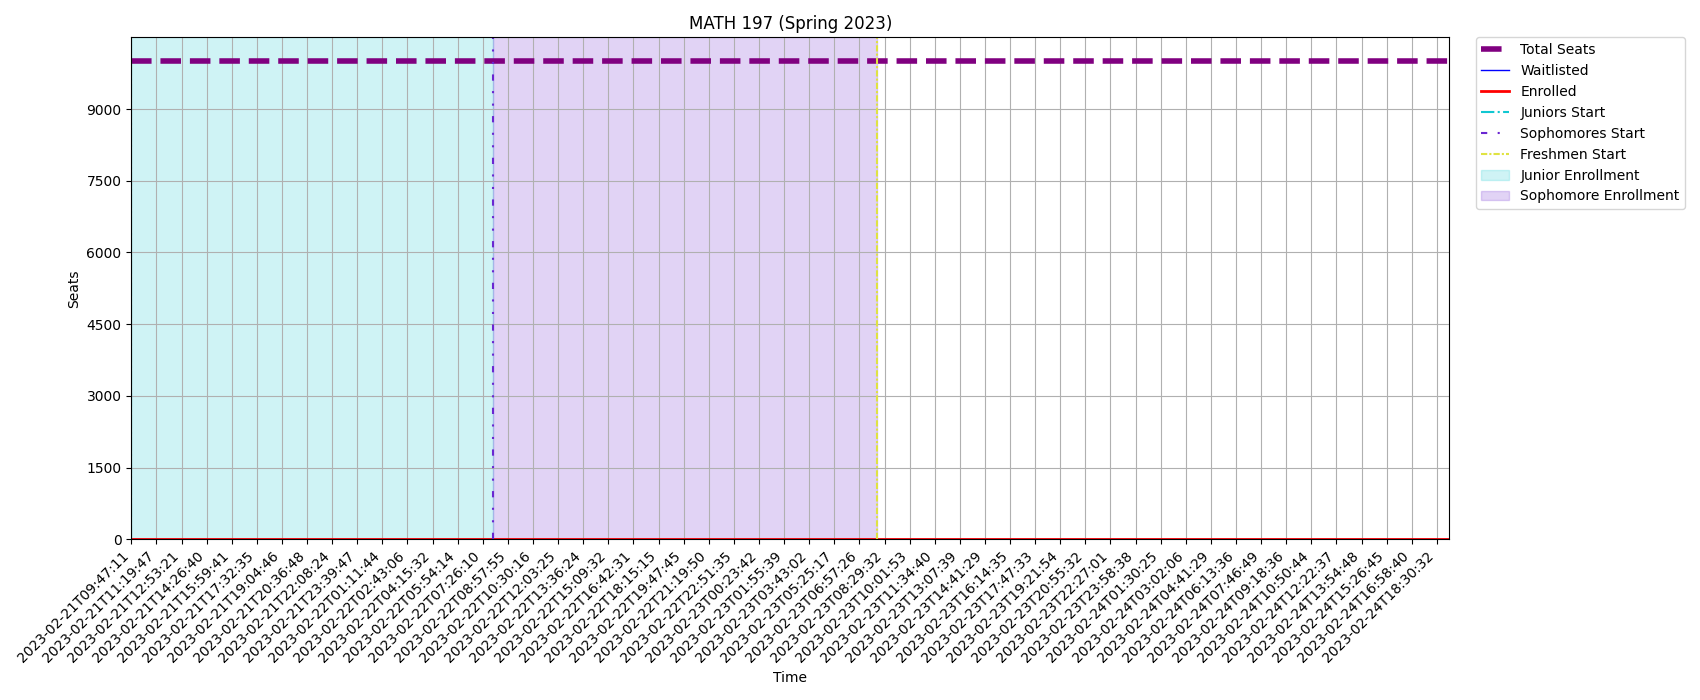 MATH 197 (Spring 2023)
Total Seats
Waitlisted
Enrolled
Juniors Start
Sophomores Start
Freshmen Start
Junior Enrollment
Sophomore Enrollment
Seats
9000
7500
6000
4500
3000
1500
0
2023-02-21T09:47:11
2023-02-21T11:19:47
2023-02-21T12:53:21
2023-02-21T14:26:40
2023-02-21T15:59:41
2023-02-21T17:32:35
2023-02-21T19:04:46
2023-02-21T20:36:48
2023-02-21T22:08:24
2023-02-21T23:39:47
2023-02-22T01:11:44
2023-02-22T02:43:06
2023-02-22T04:15:32
2023-02-22T05:54:14
2023-02-22T07:26:10
2023-02-22T08:57:55
2023-02-22T10:30:16
2023-02-22T12:03:25
2023-02-22T13:36:24
2023-02-22T15:09:32
2023-02-22T16:42:31
2023-02-22T18:15:15
2023-02-22T19:47:45
2023-02-22T21:19:50
2023-02-22T22:51:35
2023-02-23T00:23:42
2023-02-23T01:55:39
2023-02-23T03:43:02
2023-02-23T05:25:17
2023-02-23T06:57:26
2023-02-23T08:29:32
2023-02-23T10:01:53
2023-02-23T11:34:40
2023-02-23T13:07:39
2023-02-23T14:41:29
2023-02-23T16:14:35
2023-02-23T17:47:33
2023-02-23T19:21:54
2023-02-23T20:55:32
2023-02-23T22:27:01
2023-02-23T23:58:38
2023-02-24T01:30:25
2023-02-24T03:02:06
2023-02-24T04:41:29
2023-02-24T06:13:36
2023-02-24T07:46:49
2023-02-24T09:18:36
2023-02-24T10:50:44
2023-02-24T12:22:37
2023-02-24T13:54:48
2023-02-24T15:26:45
2023-02-24T16:58:40
2023-02-24T18:30:32
Time